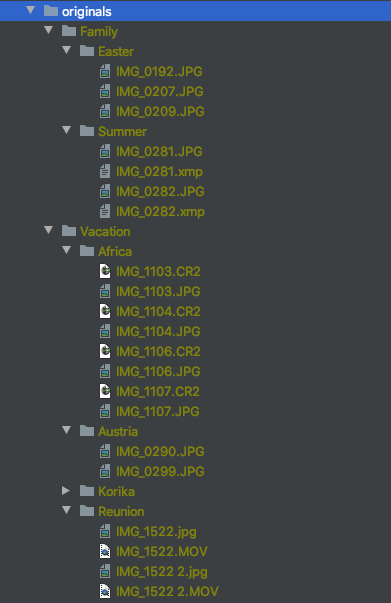 originals
Family
Easter
IMG_0192.JPG
IMG_0207.JPG
IMG_0209.JPG
Summer
IMG_0281.JPG
IMG_0281.xmp
IMG_0282.JPG
IMG_0282.xmp
Vacation
Africa
IMG_1103.CR2
IMG_1103.JPG
IMG_1104.CR2
IMG_1104.JPG
IMG_1106.CR2
IMG_1106.JPG
IMG_1107.CR2
IMG_1107.JPG
Austria
IMG_0290.JPG
IMG_0299.JPG
Korika
Reunion
IMG_1522.jpg
IMG_1522.MOV
IMG_1522 2.jpg
IMG_1522 2.MOV